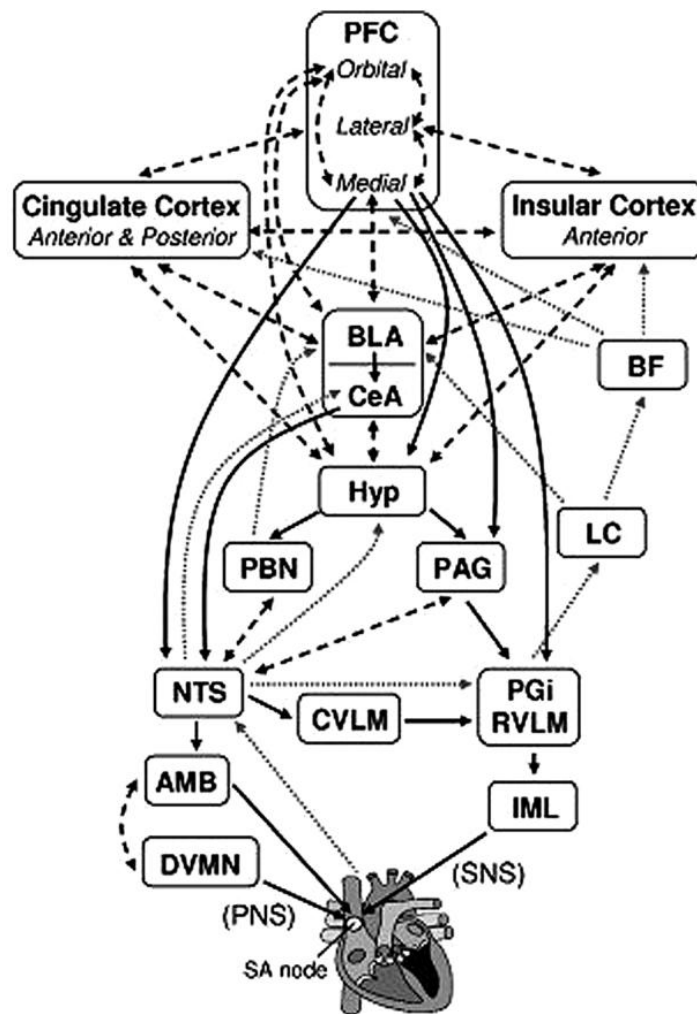 PFC
Orbital
Lateral
Medial
Cingulate Cortex
Anterior & Posterior
Insular Cortex
Anterior
BLA
CeA
BF
Hyp
LC
PBN
PAG
NTS
CVLM
PGi
RVLM
AMB
IML
DVMN
(SNS)
(PNS)
SA node